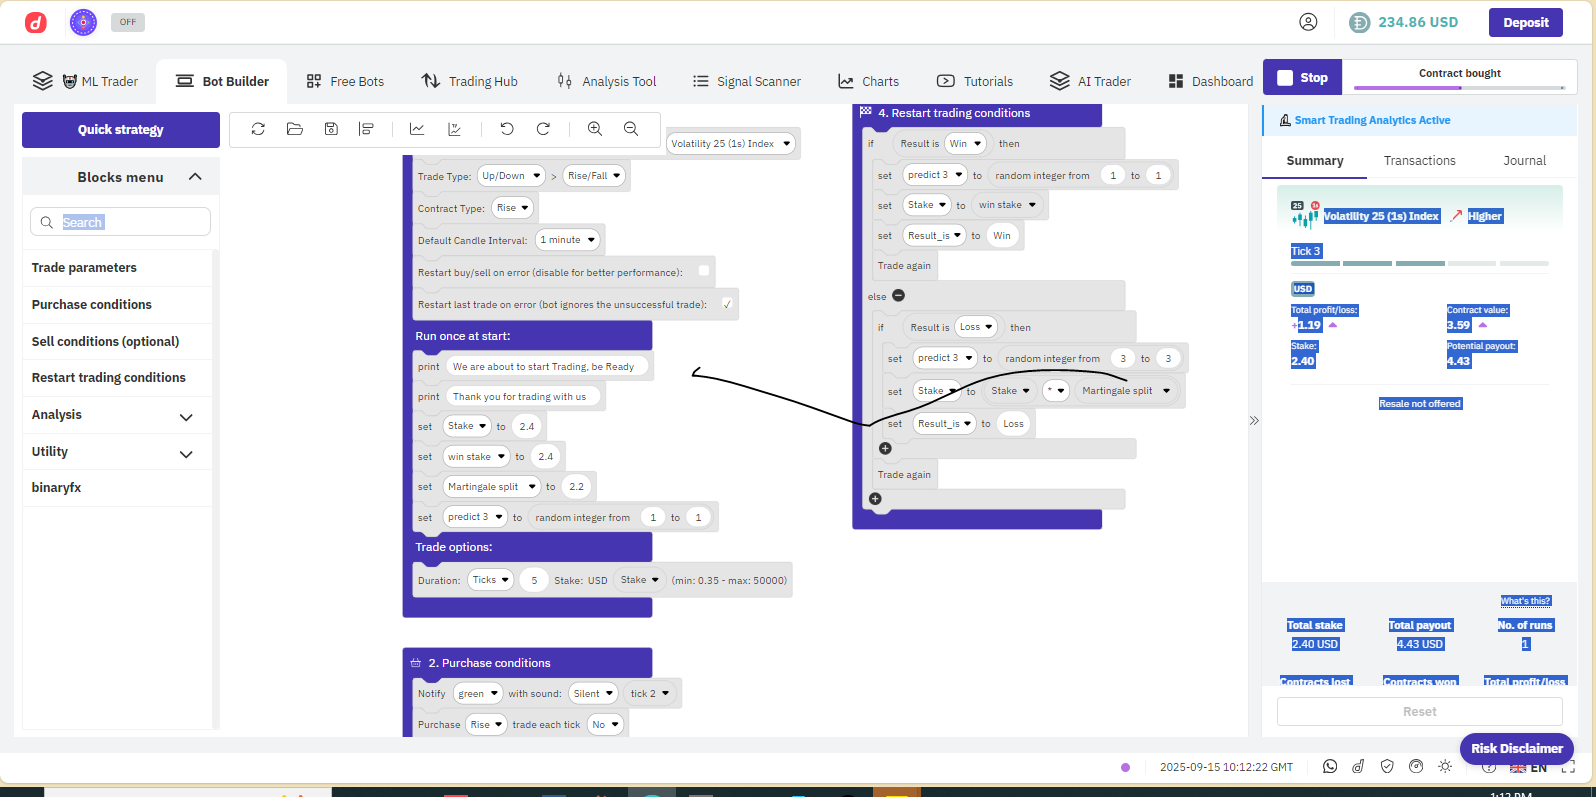 OFF
234.86 USD
Deposit
ML Trader
Bot Builder
Free Bots
Trading Hub
Analysis Tool
Signal Scanner
Charts
Tutorials
AI Trader
Dashboard
Stop
Contract bought
Quick strategy
Blocks menu
Search
Trade parameters
Purchase conditions
Sell conditions (optional)
Restart trading conditions
Analysis
Utility
binaryfx
Volatility 25 (1s) Index
Trade Type: Up/Down > Rise/Fall
Contract Type: Rise
Default Candle Interval: 1 minute
Restart buy/sell on error (disable for better performance):
Restart last trade on error (bot ignores the unsuccessful trade): ✓
Run once at start:
print We are about to start Trading, be Ready
print Thank you for trading with us
set Stake to 2.4
set win stake to 2.4
set Martingale split to 2.2
set predict 3 to random integer from 1 to 1
Trade options:
Duration: Ticks 5 Stake: USD Stake (min: 0.35 - max: 50000)
2. Purchase conditions
Notify green with sound: Silent tick 2
Purchase Rise trade each tick No
4. Restart trading conditions
if Result is Win then
set predict 3 to random integer from 1 to 1
set Stake to win stake
set Result_is to Win
Trade again
else
if Result is Loss then
set predict 3 to random integer from 3 to 3
set Stake to Stake * Martingale split
set Result_is to Loss
Trade again
Smart Trading Analytics Active
Summary
Transactions
Journal
25
1s
Volatility 25 (1s) Index
Higher
Tick 3
USD
Total profit/loss:
Contract value:
+1.19
3.59
Stake:
Potential payout:
2.40
4.43
Resale not offered
What's this?
Total stake
Total payout
No. of runs
2.40 USD
4.43 USD
1
Contracts lost
Contracts won
Total profit/loss
Reset
Risk Disclaimer
2025-09-15 10:12:22 GMT
EN
1:12 PM